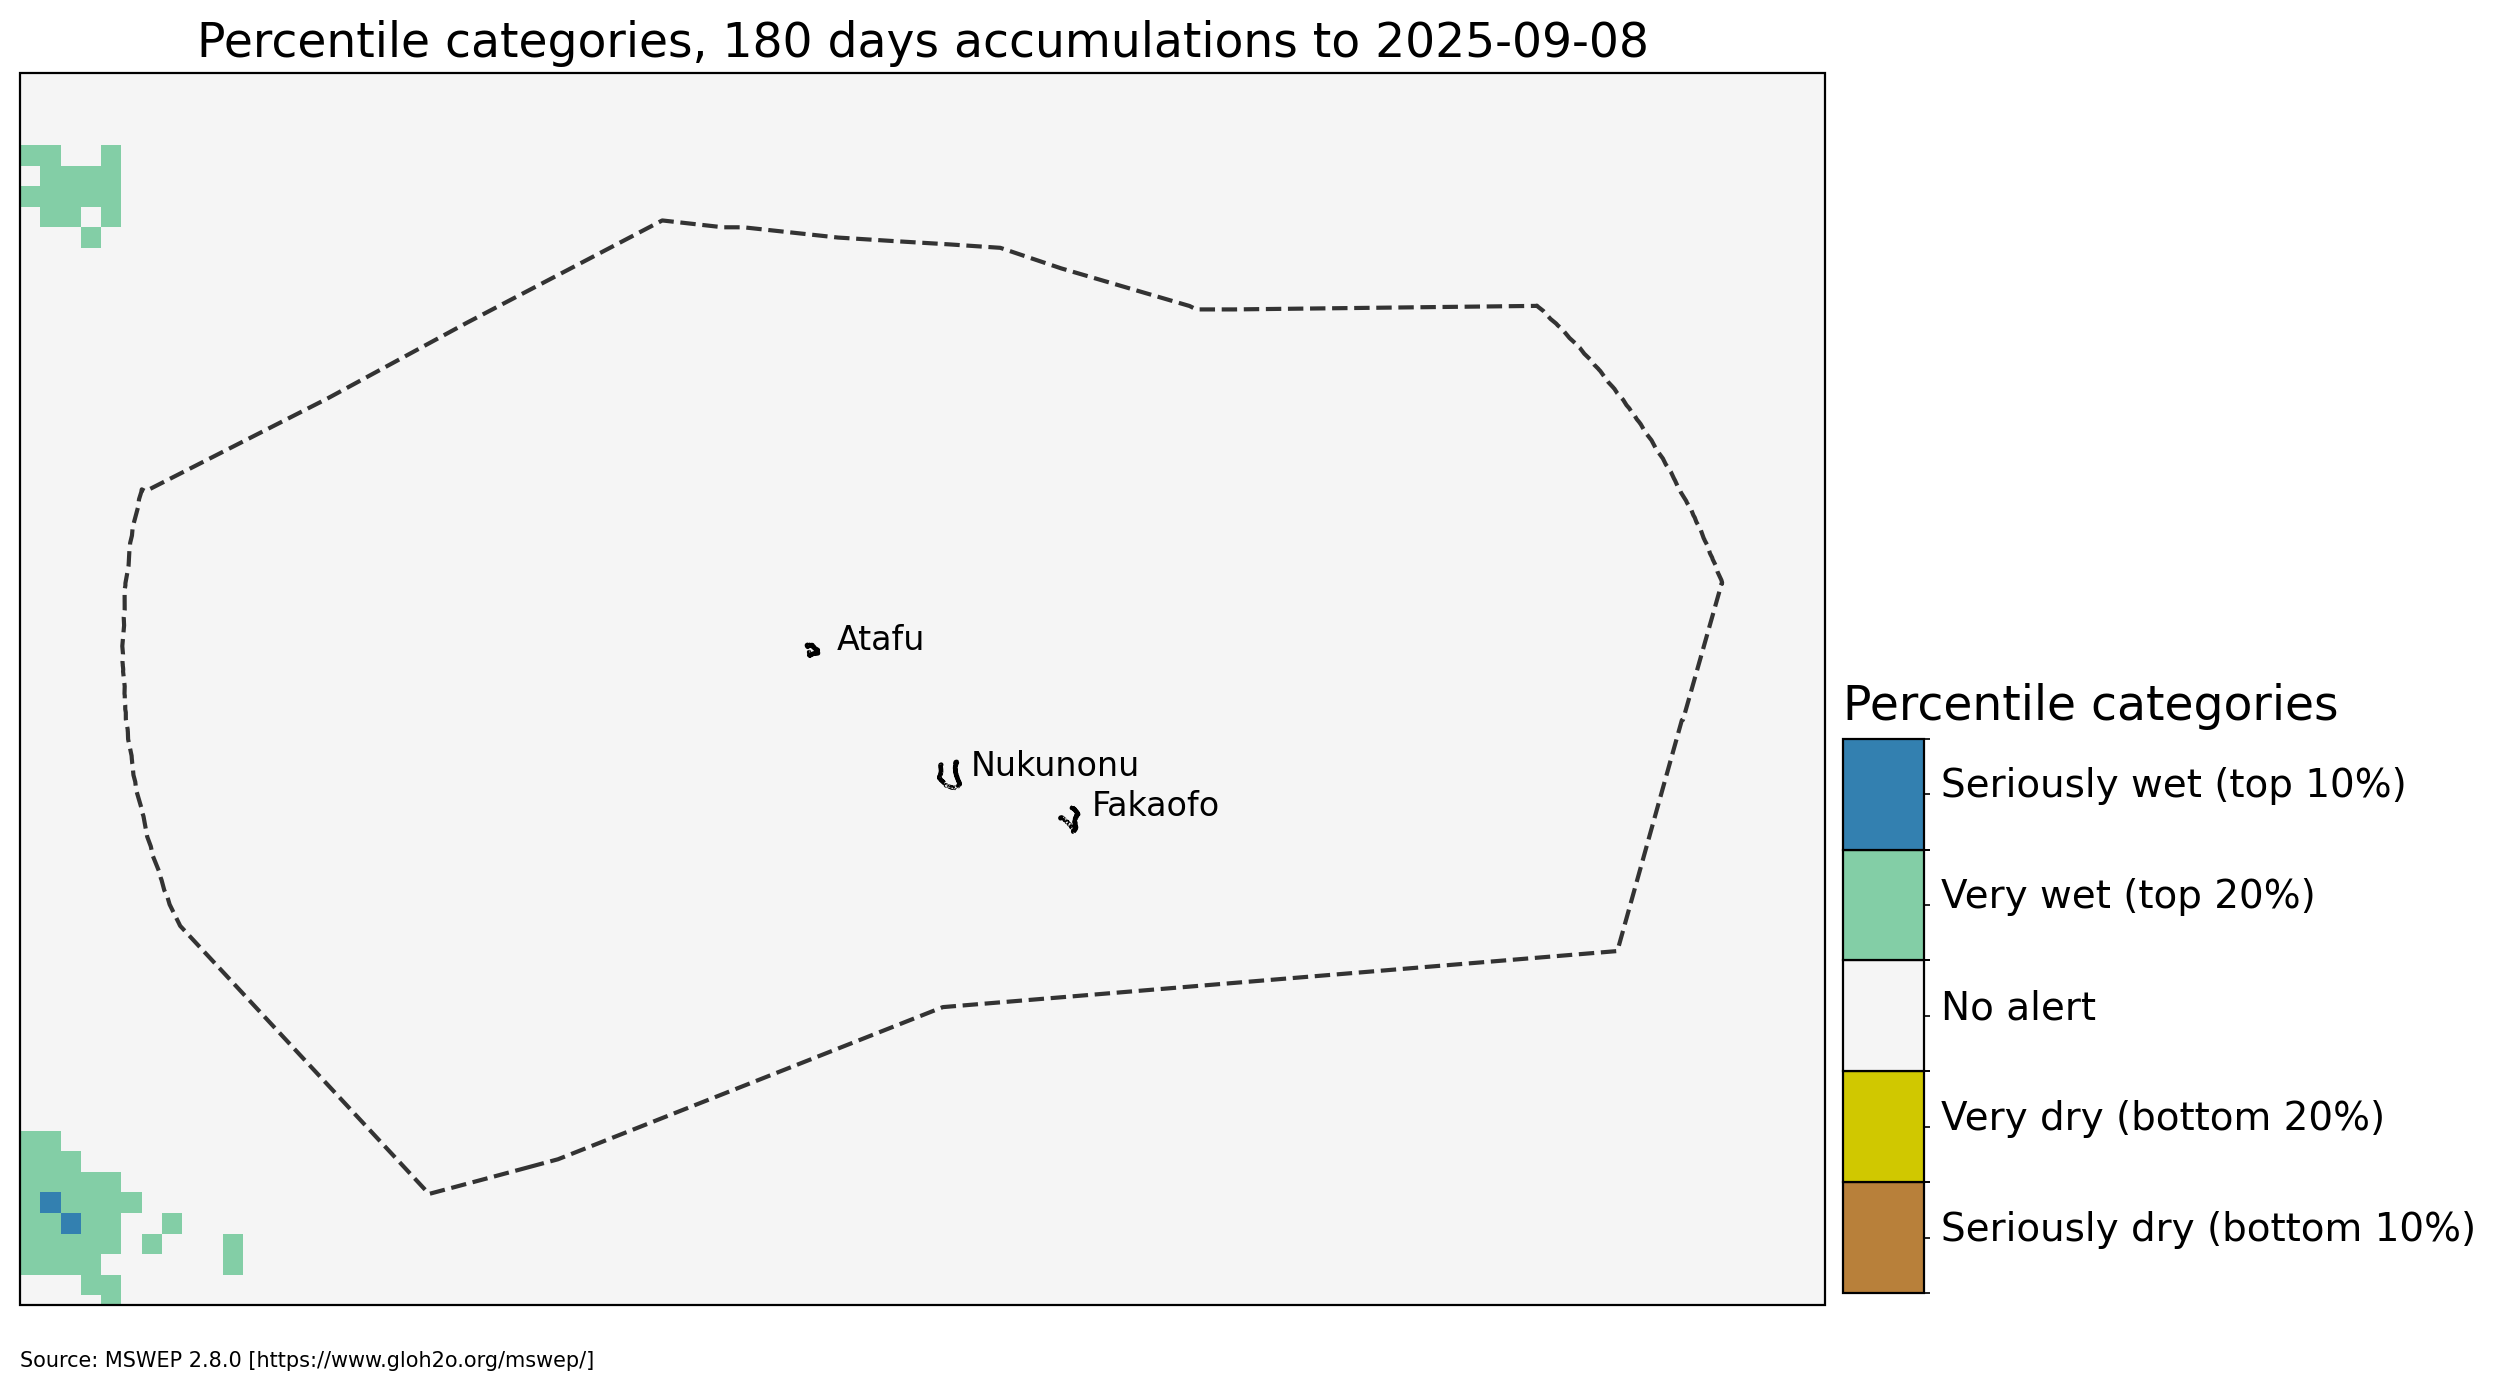 Percentile categories, 180 days accumulations to 2025-09-08
Atafu
Nukunonu
Fakaofo
Percentile categories
Seriously wet (top 10%)
Very wet (top 20%)
No alert
Very dry (bottom 20%)
Seriously dry (bottom 10%)
Source: MSWEP 2.8.0 [https://www.gloh2o.org/mswep/]